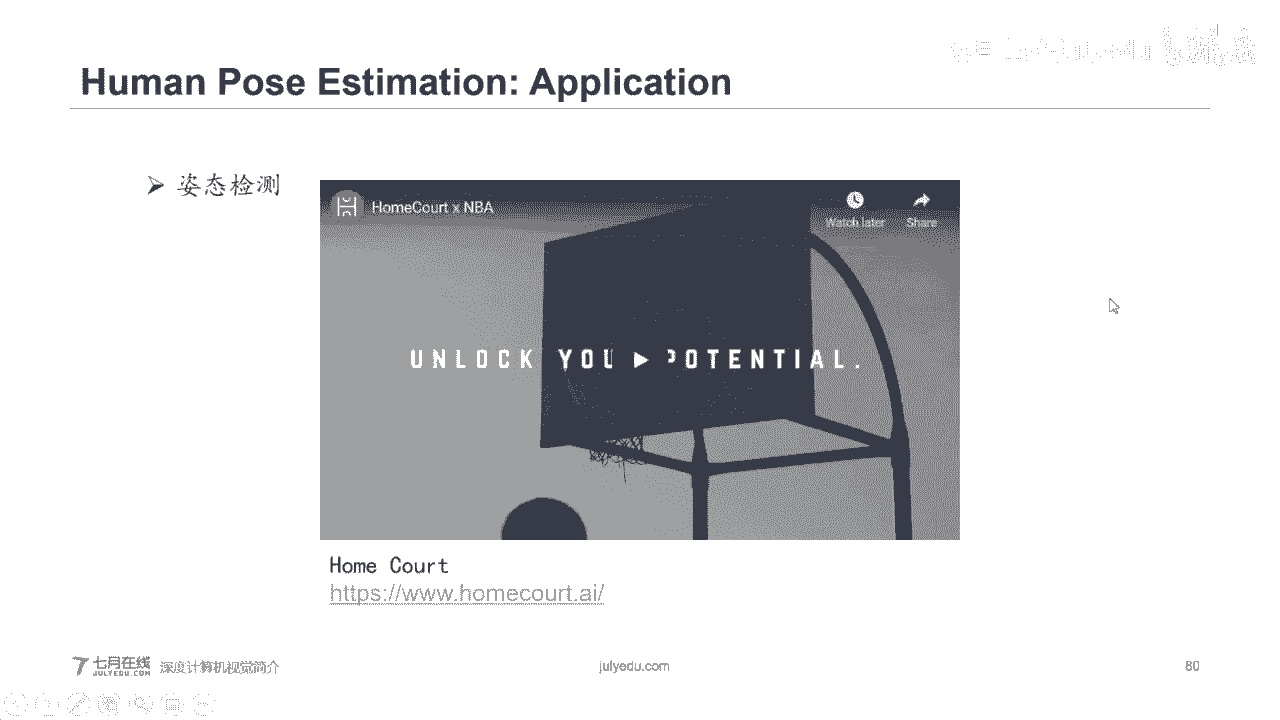 Human Pose Estimation: Application
姿态检测
HomeCourt x NBA
Watch later
Share
UNLOCK YOU POTENTIAL.
Home Court
https://www.homecourt.ai/
七月在线
JULYEDU.COM
深度计算机视觉简介
julyedu.com
80